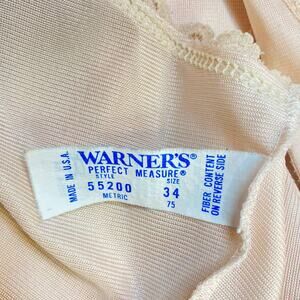 MADE IN U.S.A.
WARNER'S®
PERFECT MEASURE®
STYLE SIZE
55200 34
METRIC 75
FIBER CONTENT
ON REVERSE SIDE